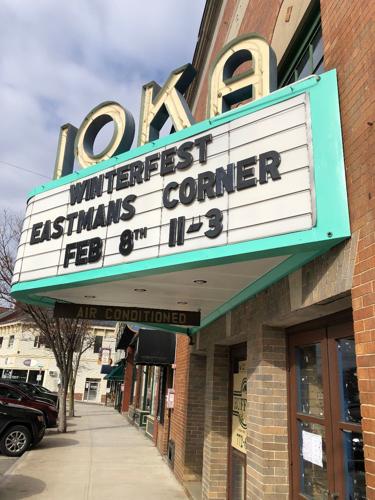 IOKA
WINTERFEST
EASTMANS CORNER
FEB 8TH 11-3
AIR CONDITIONED